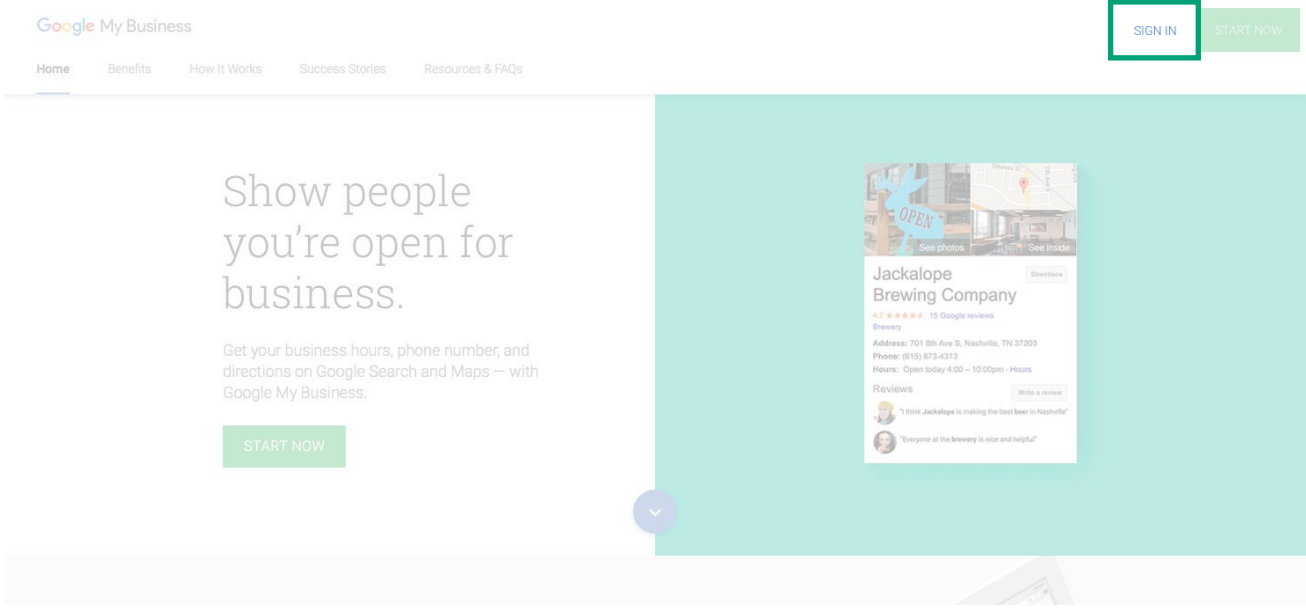 Google My Business
SIGN IN
START NOW
Home
Benefits
How It Works
Success Stories
Resources & FAQs
Show people
you're open for
business.
Get your business hours, phone number, and
directions on Google Search and Maps — with
Google My Business.
START NOW
OPEN
See photos
See inside
Jackalope
Brewing Company
Directions
4.7 15 Google reviews
Brewery
Address: 701 8th Ave S, Nashville, TN 37203
Phone: (615) 873-4313
Hours: Open today 4:00 – 10:00pm · Hours
Reviews
Write a review
"I think Jackalope is making the best beer in Nashville"
"Everyone at the brewery is nice and helpful"